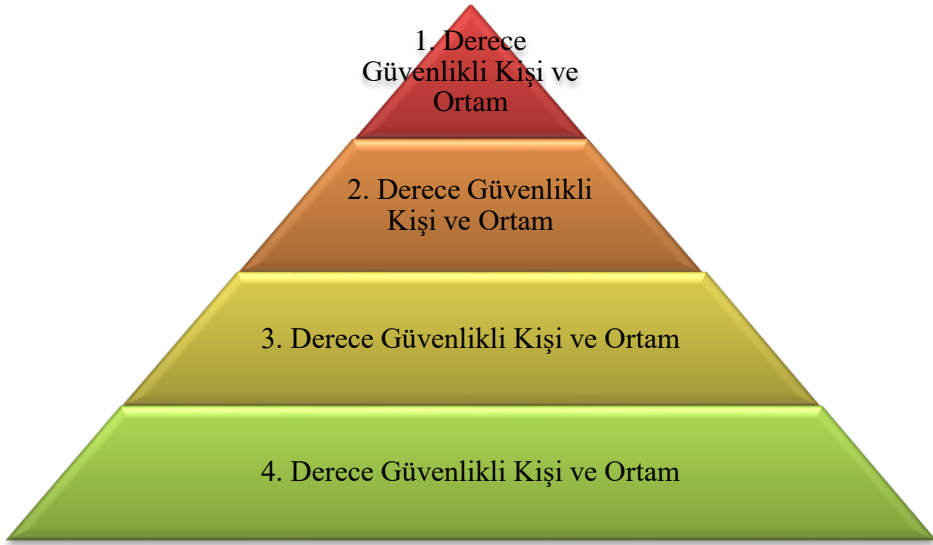 1. Derece
Güvenlikli Kişi ve
Ortam
2. Derece Güvenlikli
Kişi ve Ortam
3. Derece Güvenlikli Kişi ve Ortam
4. Derece Güvenlikli Kişi ve Ortam